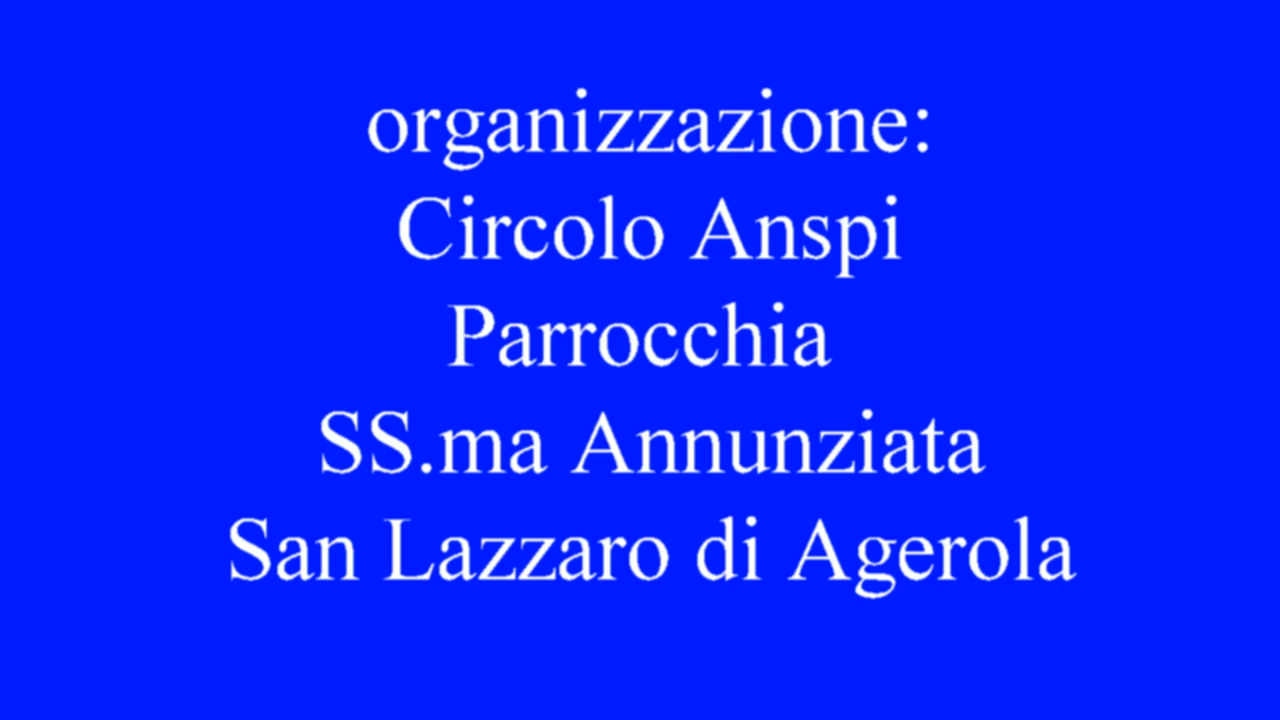 organizzazione:
Circolo Anspi
Parrocchia
SS.ma Annunziata
San Lazzaro di Agerola